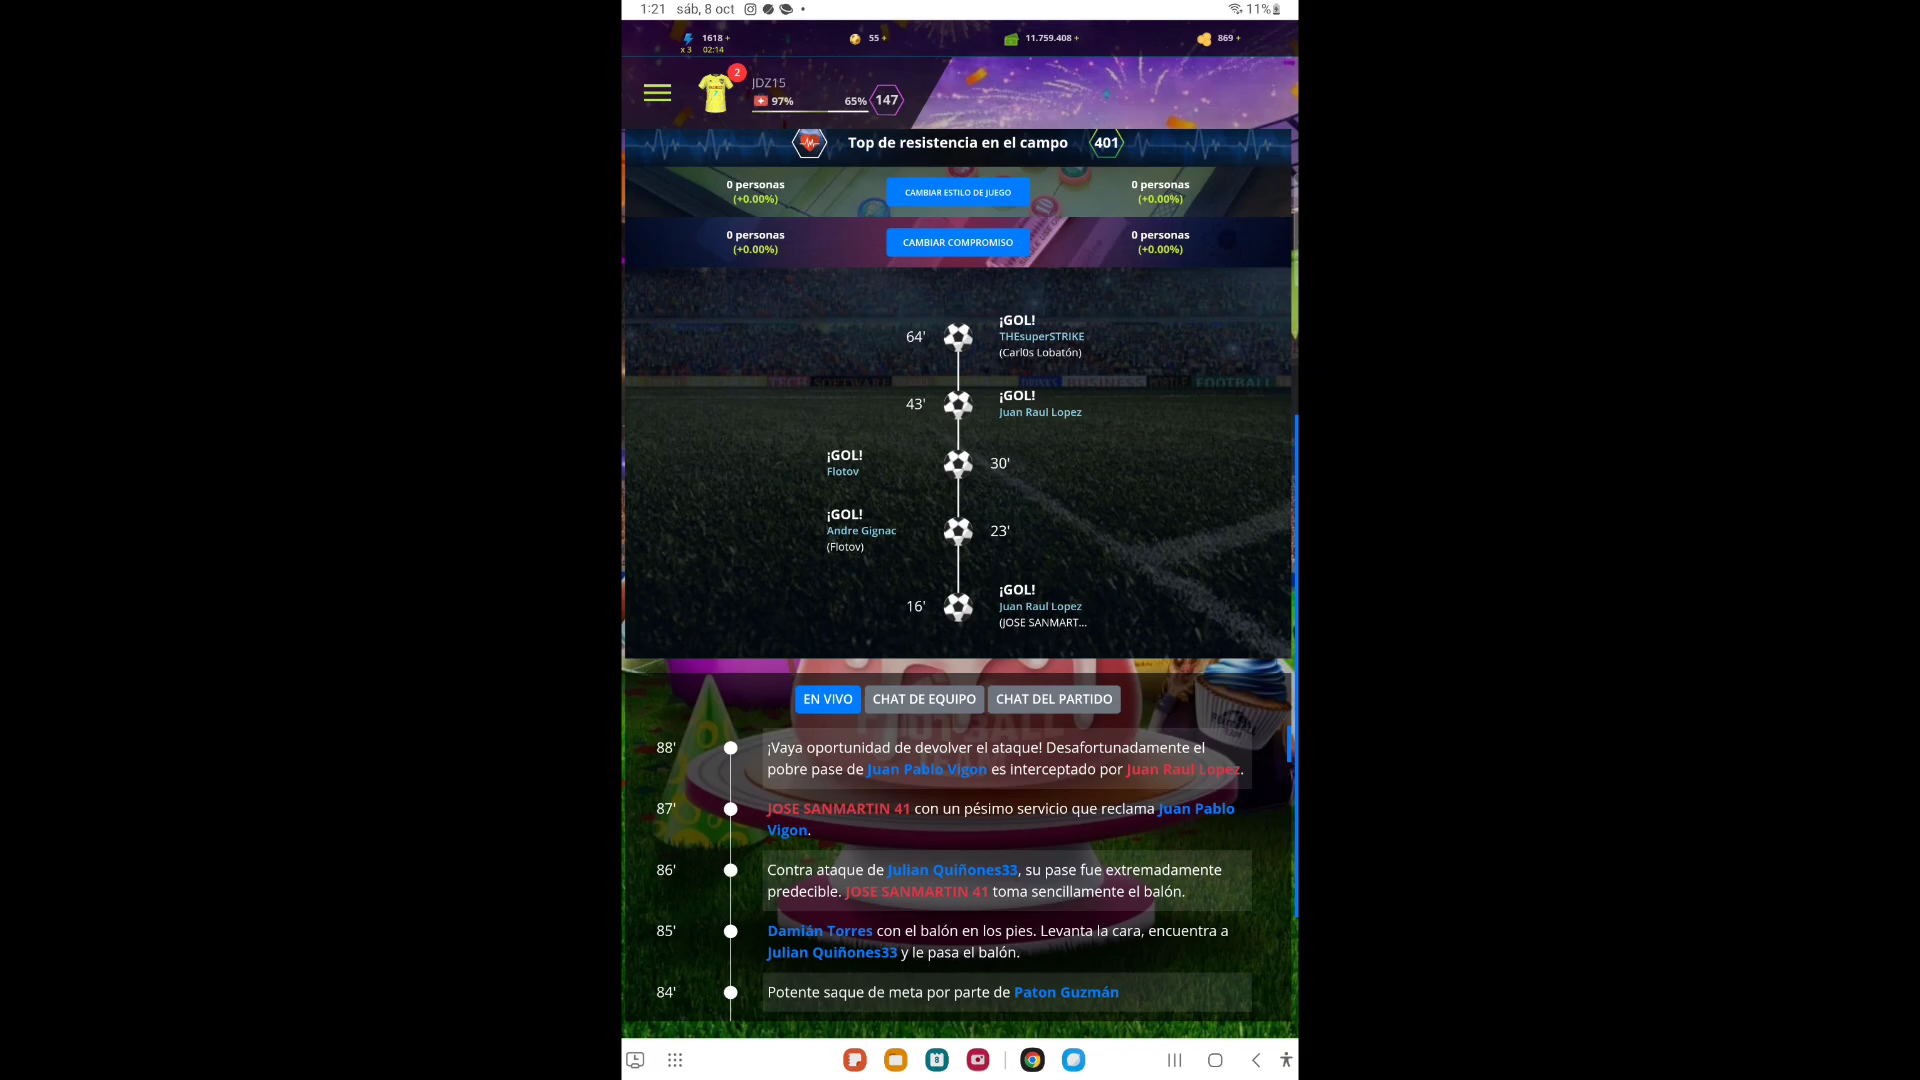 1:21 sáb, 8 oct
11%
1618 +
x 3 02:14
55 +
11.759.408 +
869 +
2
JDZ15
97% 65% 147
Top de resistencia en el campo 401
0 personas
(+0.00%)
CAMBIAR ESTILO DE JUEGO
0 personas
(+0.00%)
0 personas
(+0.00%)
CAMBIAR COMPROMISO
0 personas
(+0.00%)
64'
¡GOL!
THEsuperSTRIKE
(Carl0s Lobatón)
43'
¡GOL!
Juan Raul Lopez
¡GOL!
Flotov
30'
¡GOL!
Andre Gignac
(Flotov)
23'
16'
¡GOL!
Juan Raul Lopez
(JOSE SANMART...
EN VIVO
CHAT DE EQUIPO
CHAT DEL PARTIDO
88'
¡Vaya oportunidad de devolver el ataque! Desafortunadamente el
pobre pase de Juan Pablo Vigon es interceptado por Juan Raul Lopez.
87'
JOSE SANMARTIN 41 con un pésimo servicio que reclama Juan Pablo
Vigon.
86'
Contra ataque de Julian Quiñones33, su pase fue extremadamente
predecible. JOSE SANMARTIN 41 toma sencillamente el balón.
85'
Damián Torres con el balón en los pies. Levanta la cara, encuentra a
Julian Quiñones33 y le pasa el balón.
84'
Potente saque de meta por parte de Paton Guzmán
8